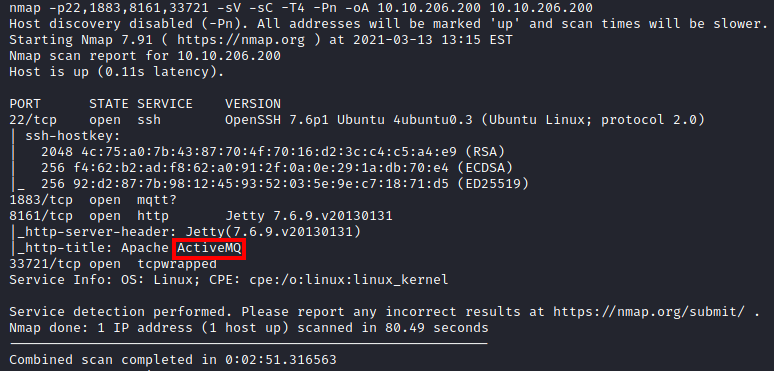 nmap -p22,1883,8161,33721 -sV -sC -T4 -Pn -oA 10.10.206.200 10.10.206.200
Host discovery disabled (-Pn). All addresses will be marked 'up' and scan times will be slower.
Starting Nmap 7.91 ( https://nmap.org ) at 2021-03-13 13:15 EST
Nmap scan report for 10.10.206.200
Host is up (0.11s latency).

PORT      STATE SERVICE    VERSION
22/tcp    open  ssh        OpenSSH 7.6p1 Ubuntu 4ubuntu0.3 (Ubuntu Linux; protocol 2.0)
| ssh-hostkey:
|   2048 4c:75:a0:7b:43:87:70:4f:70:16:d2:3c:c4:c5:a4:e9 (RSA)
|   256 f4:62:b2:ad:f8:62:a0:91:2f:0a:0e:29:1a:db:70:e4 (ECDSA)
|_  256 92:d2:87:7b:98:12:45:93:52:03:5e:9e:c7:18:71:d5 (ED25519)
1883/tcp  open  mqtt?
8161/tcp  open  http       Jetty 7.6.9.v20130131
|_http-server-header: Jetty(7.6.9.v20130131)
|_http-title: Apache ActiveMQ
33721/tcp open  tcpwrapped
Service Info: OS: Linux; CPE: cpe:/o:linux:linux_kernel

Service detection performed. Please report any incorrect results at https://nmap.org/submit/ .
Nmap done: 1 IP address (1 host up) scanned in 80.49 seconds
------------------------------------------------------------
Combined scan completed in 0:02:51.316563